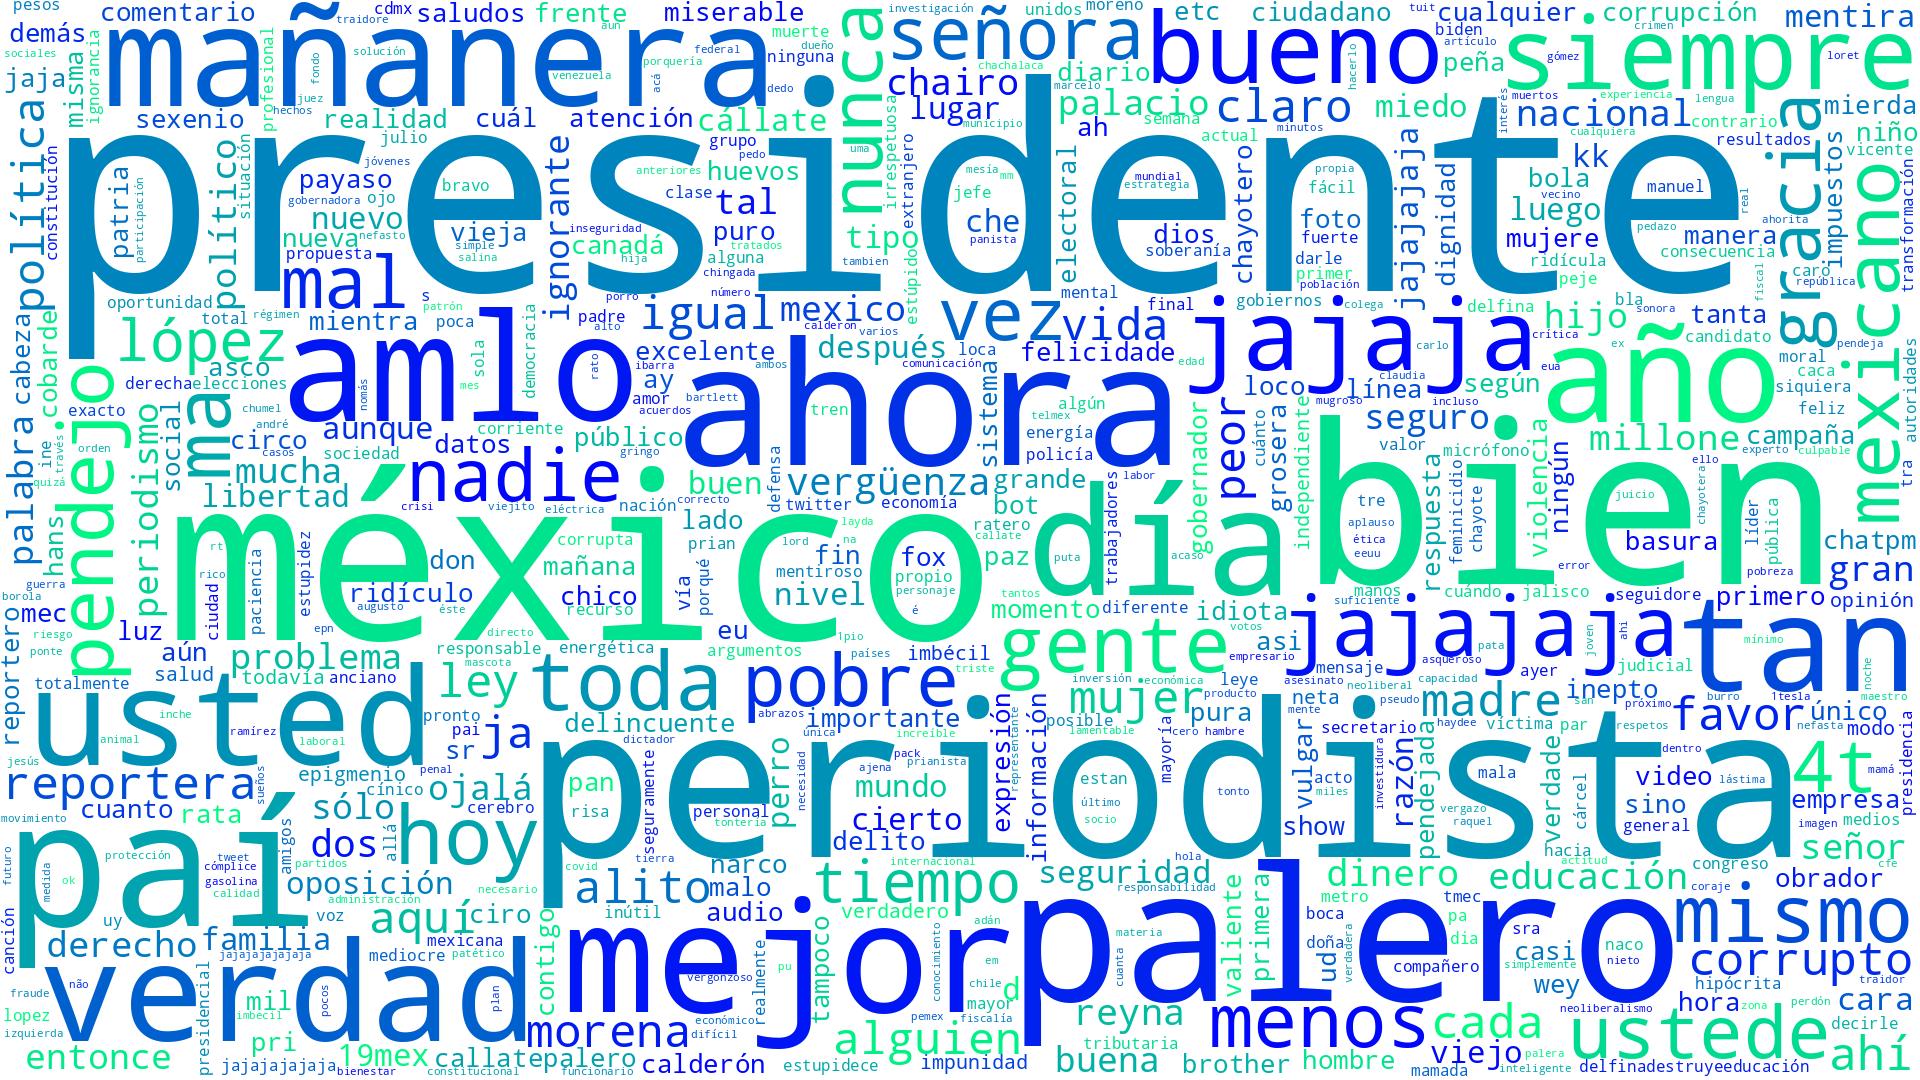 pesos comentario traidore cdmx saludos frente miserable investigación unidos moreno etc ciudadano tuit cualquier corrupción mentira
demás mañanera muerte nunca señora bueno siempre
sociales ignorancia solución aún federal dueño ninguna porquería venezuela acá dedo
chachalaca hacerlo biden artículo peña gómez crimen loret
jaja misma fondo juez hechos profesional
chairo diario marcelo lugar palacio claro miedo
muertos experiencia lengua nacional contrario mierda
sexenio realidad cuál atención cállate
política constitución julio jóvenes grupo pedo uma irrespetuosa municipio ah semana actual minutos interés cualquiera resultados niño vicente
presidente
patria participación político situación payaso gobernadora ojo bravo ignorante anteriores huevos clase
tal puro extranjero mesía mm jefe che panista electoral mundial estrategia chayotero propia fácil foto jajajajaja dignidad kk bola vecino manuel luego real gracia impuestos mexicano transformación
nuevo nueva nefasto vieja simple salina inseguridad canadá hija tratados alguna tipo tambien dios soberanía fuerte darle primer población mujere ridícula peje pedazo ahorita manera consecuencia
propuesta mal s patrón porro chingada número estúpidos mental final gobiernos colega delfina hijo bla sonora fiscal caro república
oportunidad total régimen mientra poca padre alto igual mexico calderon varios vez vida jajaja crítica ex tanta candidato pendeja
cabeza cobarde lópez asco amlo democracia sola rato excelente ibarra después ambos comunicación loca felicidade carlo claudia eua año moral caca autoridades
palabra hans ine derecha elecciones nomás mes ay amor acuerdos bartlett ahora edad loco línea según siquiera feliz
exacto pendejo orden quizá través periodismo social ma chumel andré casos circo aunque sociedad datos corriente público gringo tren sistema algún telmex energía policía peor mugroso incluso seguro valor micrófono millone campaña experto culpable tra
mucha libertad nadie crisi viejito eléctrica nación correcto buen defensa vergüenza twitter economía grande bot ratero callate labor gobernador grosera cuánto independiente bien respuesta feminicidio chayote violencia ningún ello chayotera líder pública
méxico rt rico ciudad paciencia estupidez don ridículo augusto éste corrupta mañana chico recurso lado prian vía porqué layda na lord fin mentiroso nivel fox propio personaje é paz puta tantos día trabajadores acaso tre aplauso ética eeuu juicio error basura pobreza chatpm
guerra borola mec riesgo ponte luz epn directo responsable mascota energética eu argumentos 1pio países imbécil momento diferente idiota votos suficiente manos cuándo jalisco seguidore primero gran opinión
reportero aún salud problema todavía anciano ley toda pobre triste gente empresario asi jajajaja asqueroso pata ayer joven ahi judicial tan mínimo noche maestro
totalmente usted inche animal laboral ramírez pronto pai sr ja delincuente abrazos importante única increíble inversión económica mujer posible lamentable leye producto pura asesinato mensaje neta neoliberal pseudo capacidad madre haydee víctima inepto san par próximo respetos burro 1tesla favor nefasta único modo presidencia
jesús reportera sueños epigmenio cínico penal ojalá dictador seguramente periodista pan risa perro necesidad pack ajena prianista mundo expresión representante información estan último socio cero hambre mayoría mente tonto vulgar secretario acto miles investidura razón pendejada mala vergazo raquel verdade cárcel dentro video lástima 4t mamá
movimiento cuanto rata sólo cerebro personal tontería cierto delito show sino general hacia empresa imagen medios
futuro paí medida ok protección tweet cómplice gasolina calidad amigos dos partidos allá hoy covid tierra narco internacional hola seguridad responsabilidad dinero actitud educación congreso coraje señor cfe
oposición administración voz necesario alito inútil malo audio tiempo verdadero valiente primera metro tmec obrador
canción uy derecho familia aquí ciro mexicana jajajajajaja mediocre patético contigo mejor vergonzoso realmente tampoco conocimiento adán palero materia cuanta boca doña duda verdadera compañero pa dia sra casi simplemente naco nieto mismo corrupto traidor
fraude não verdad presidencial mil imbecil pocos plan pu em chile d mayor wey hipócrita
lopez izquierda pri morena económico difícil pemex fiscalía reyna menos cada neoliberalismo hora zona perdón cara
entonce jajajajajaja 19mex bienestar callatepalero constitucional funcionario calderón estupidece alguien impunidad tributaria buena brother hombre viejo mamada palera inteligente ustede decirle ahí delfinadestruyeeducación